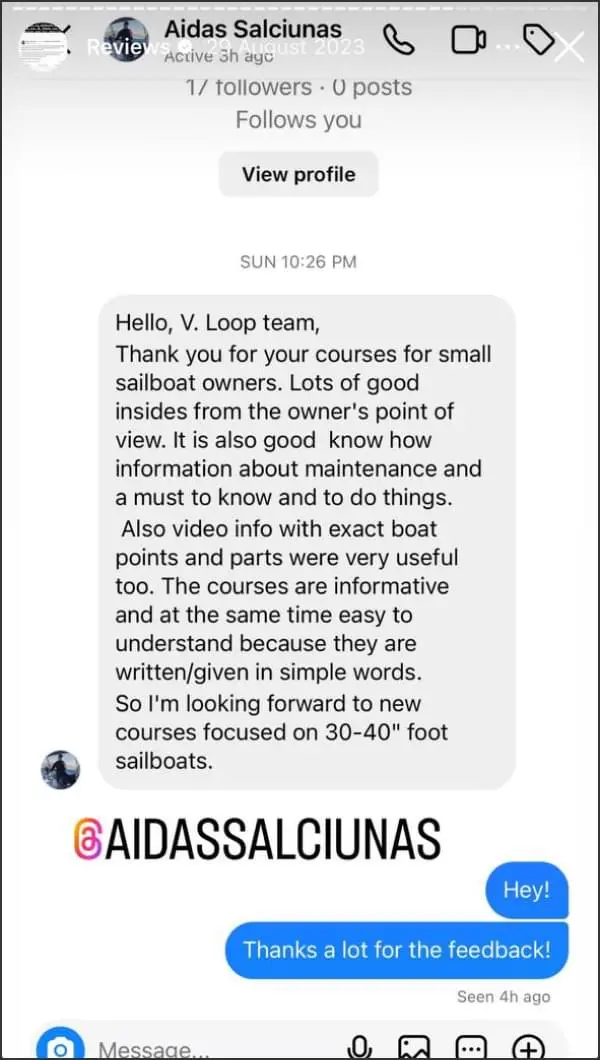 Aidas Salciunas
Reviews 29 August 2023
Active 3h ago
17 followers · 0 posts
Follows you
View profile
SUN 10:26 PM
Hello, V. Loop team,
Thank you for your courses for small
sailboat owners. Lots of good
insides from the owner's point of
view. It is also good  know how
information about maintenance and
a must to know and to do things.
Also video info with exact boat
points and parts were very useful
too. The courses are informative
and at the same time easy to
understand because they are
written/given in simple words.
So I'm looking forward to new
courses focused on 30-40" foot
sailboats.
@AIDASSALCIUNAS
Hey!
Thanks a lot for the feedback!
Seen 4h ago
Message...